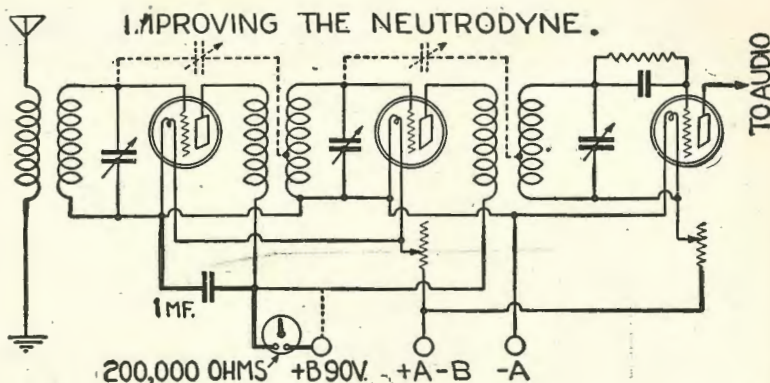 IMPROVING THE NEUTRODYNE.
TO AUDIO
1 MF.
200,000 OHMS +B 90V. +A -B -A